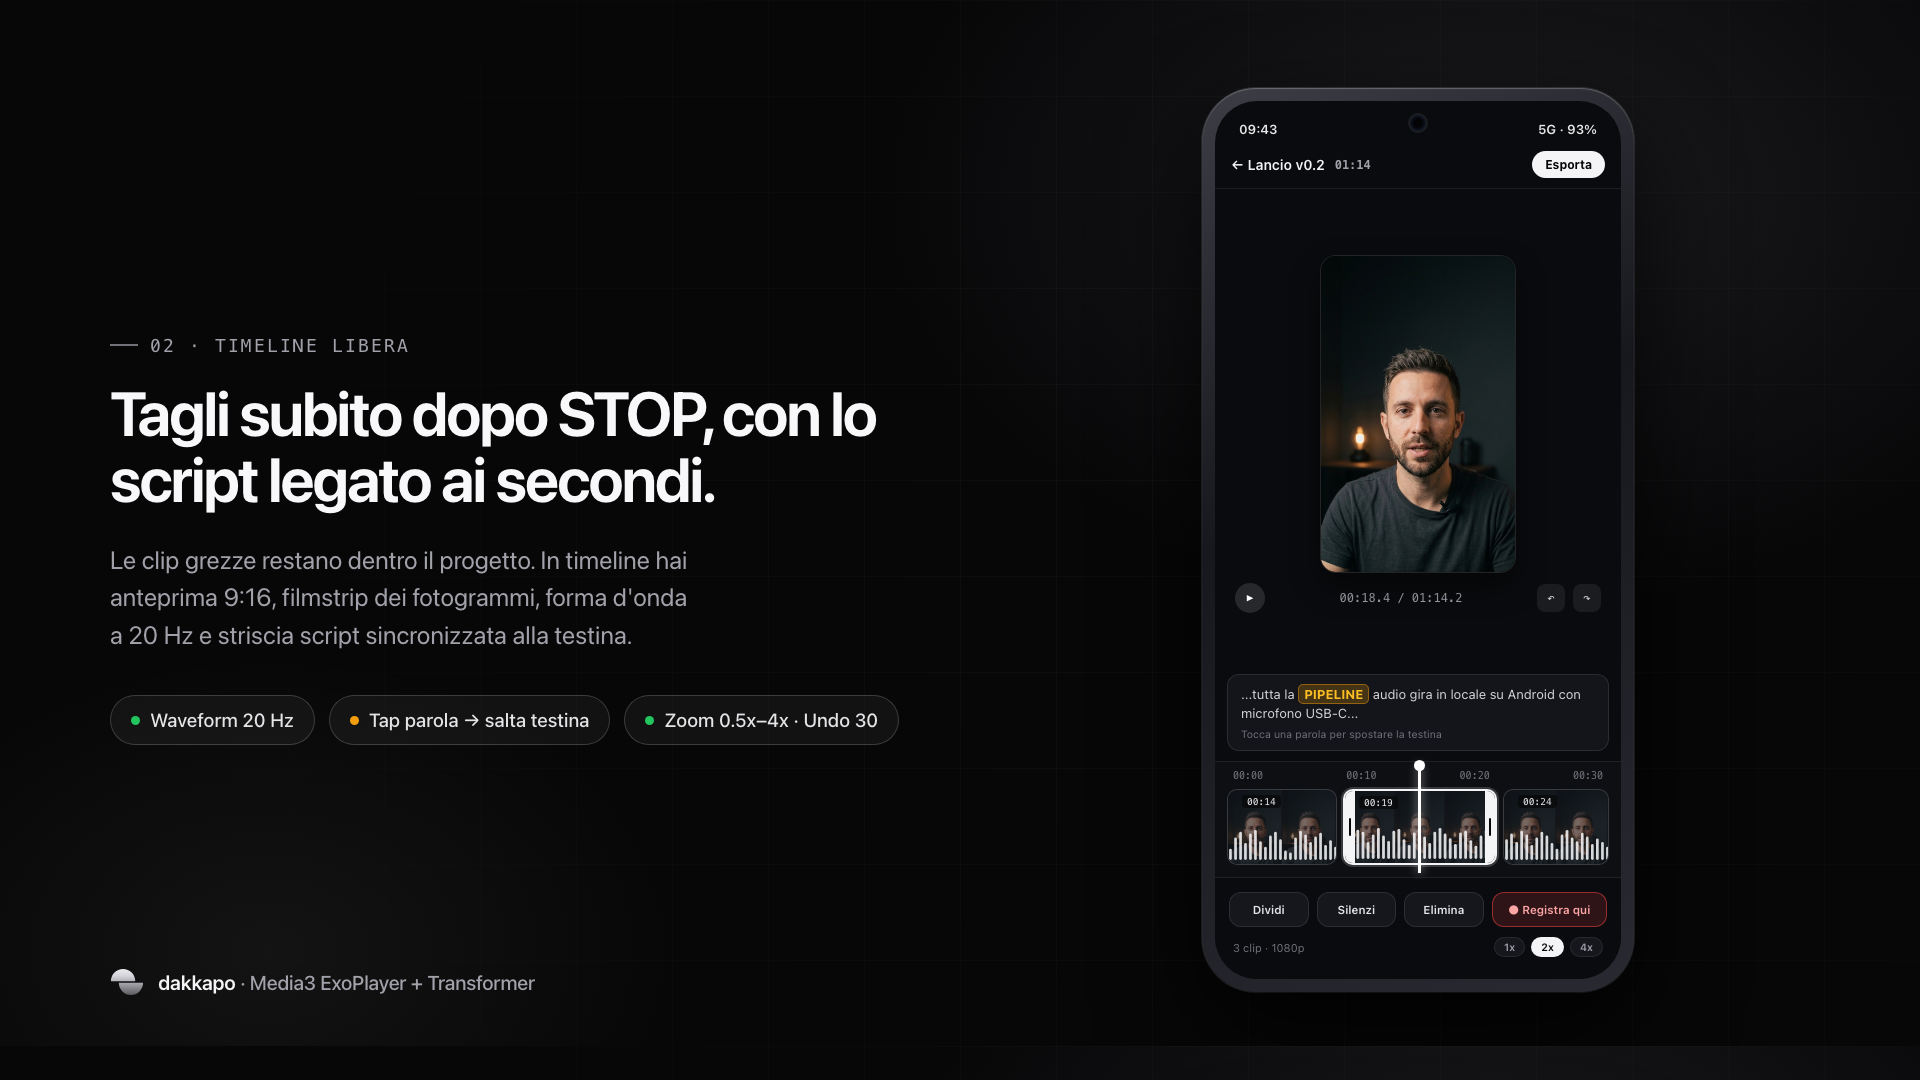 02 · TIMELINE LIBERA
Tagli subito dopo STOP, con lo
script legato ai secondi.
Le clip grezze restano dentro il progetto. In timeline hai
anteprima 9:16, filmstrip dei fotogrammi, forma d'onda
a 20 Hz e striscia script sincronizzata alla testina.
Waveform 20 Hz
Tap parola → salta testina
Zoom 0.5x–4x · Undo 30
dakkapo · Media3 ExoPlayer + Transformer
09:43
5G · 93%
← Lancio v0.2 01:14
Esporta
00:18.4 / 01:14.2
...tutta la PIPELINE audio gira in locale su Android con
microfono USB-C...
Tocca una parola per spostare la testina
00:00 00:10 00:20 00:30
00:14 00:19 00:24
Dividi Silenzi Elimina Registra qui
3 clip · 1080p
1x 2x 4x